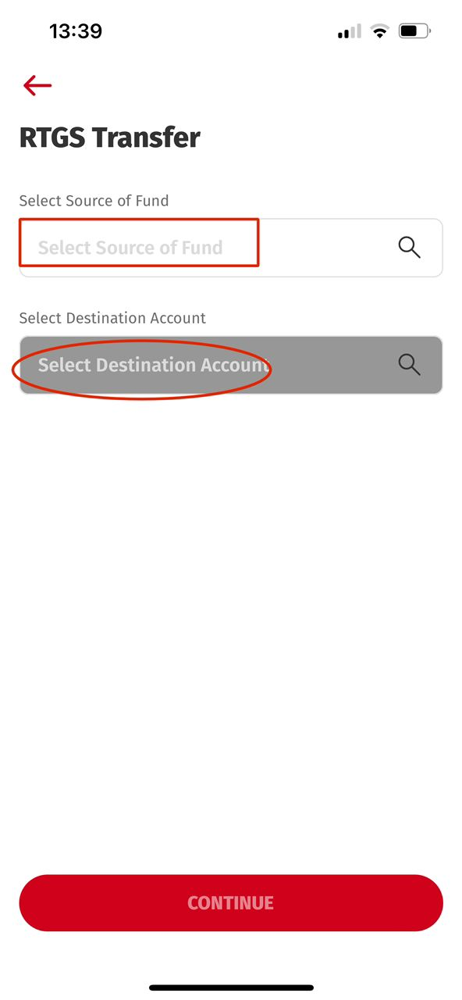 13:39
RTGS Transfer
Select Source of Fund
Select Source of Fund
Select Destination Account
Select Destination Account
CONTINUE